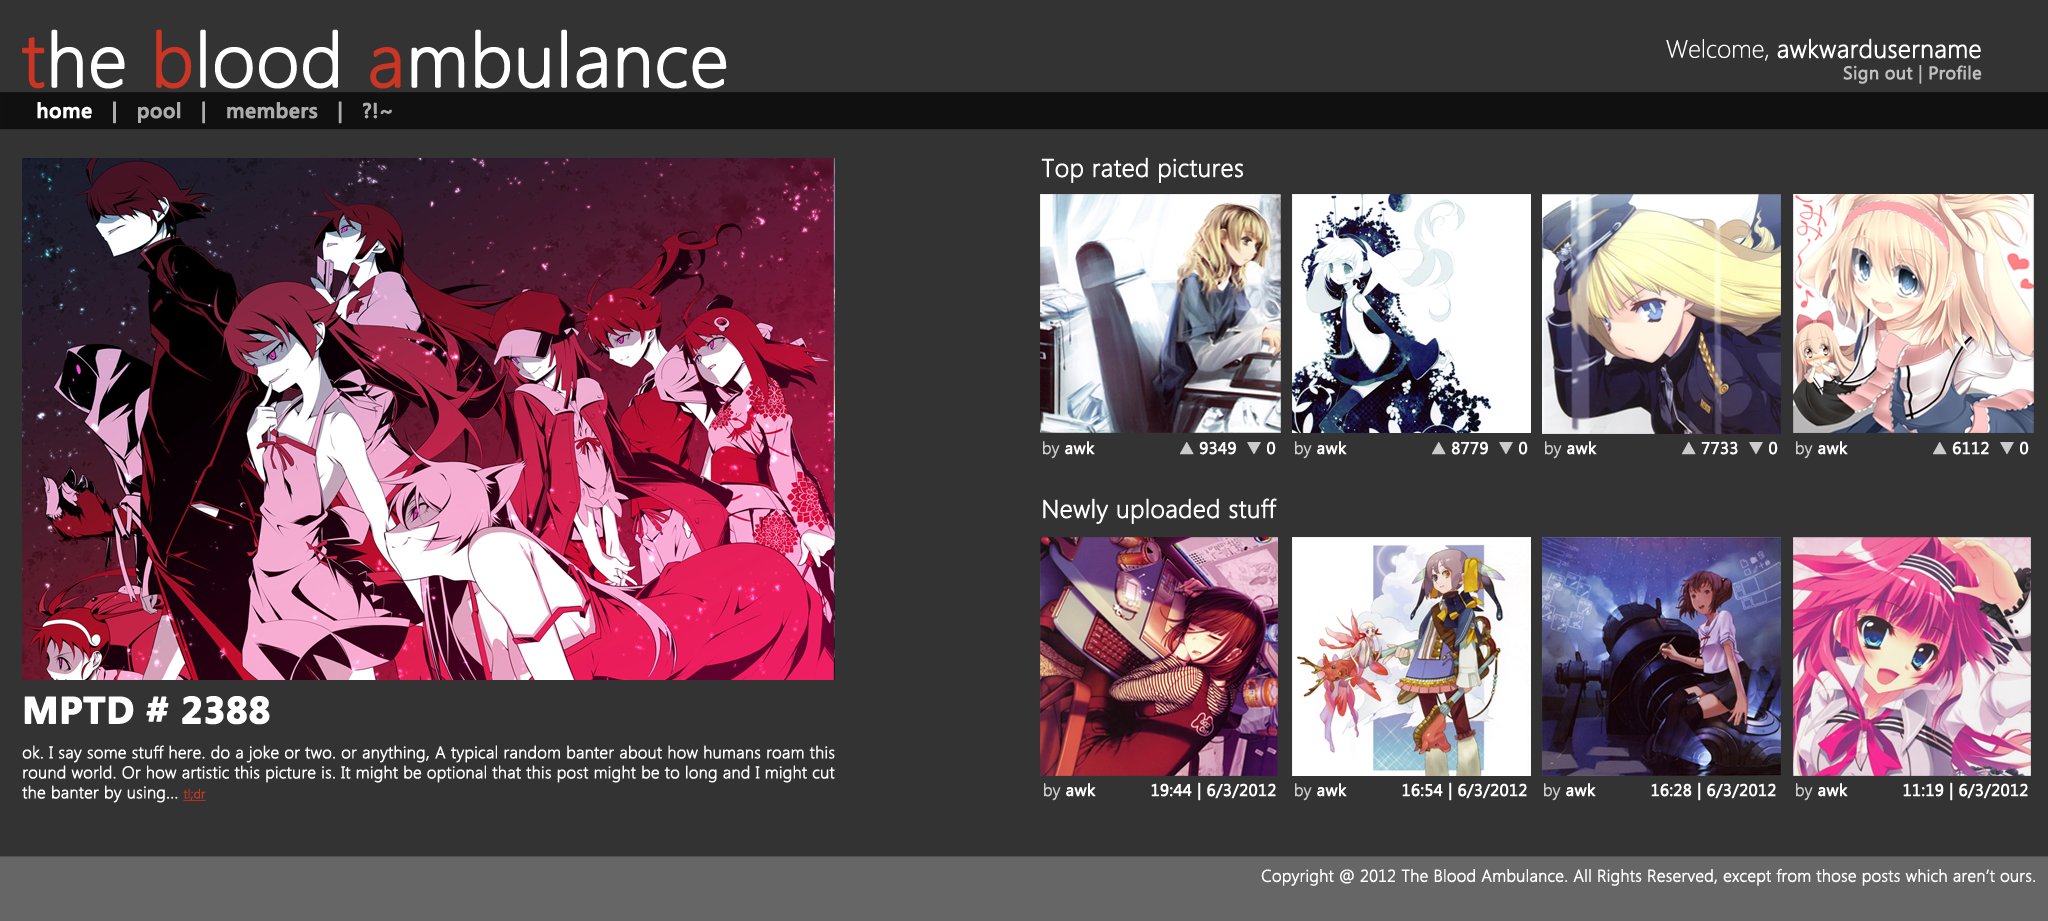 the blood ambulance
Welcome, awkwardusername
Sign out | Profile
home | pool | members | ?!~
MPTD # 2388
ok. I say some stuff here. do a joke or two. or anything, A typical random banter about how humans roam this
round world. Or how artistic this picture is. It might be optional that this post might be to long and I might cut
the banter by using... tl;dr
Top rated pictures
by awk ▲ 9349 ▼ 0
by awk ▲ 8779 ▼ 0
by awk ▲ 7733 ▼ 0
by awk ▲ 6112 ▼ 0
Newly uploaded stuff
by awk 19:44 | 6/3/2012
by awk 16:54 | 6/3/2012
by awk 16:28 | 6/3/2012
by awk 11:19 | 6/3/2012
Copyright @ 2012 The Blood Ambulance. All Rights Reserved, except from those posts which aren't ours.